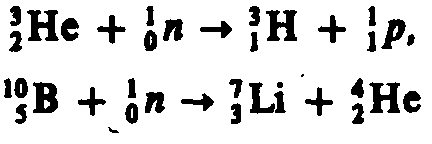 ³₂He + ¹₀n → ³₁H + ¹₁p,
¹⁰₅B + ¹₀n → ⁷₃Li + ⁴₂He